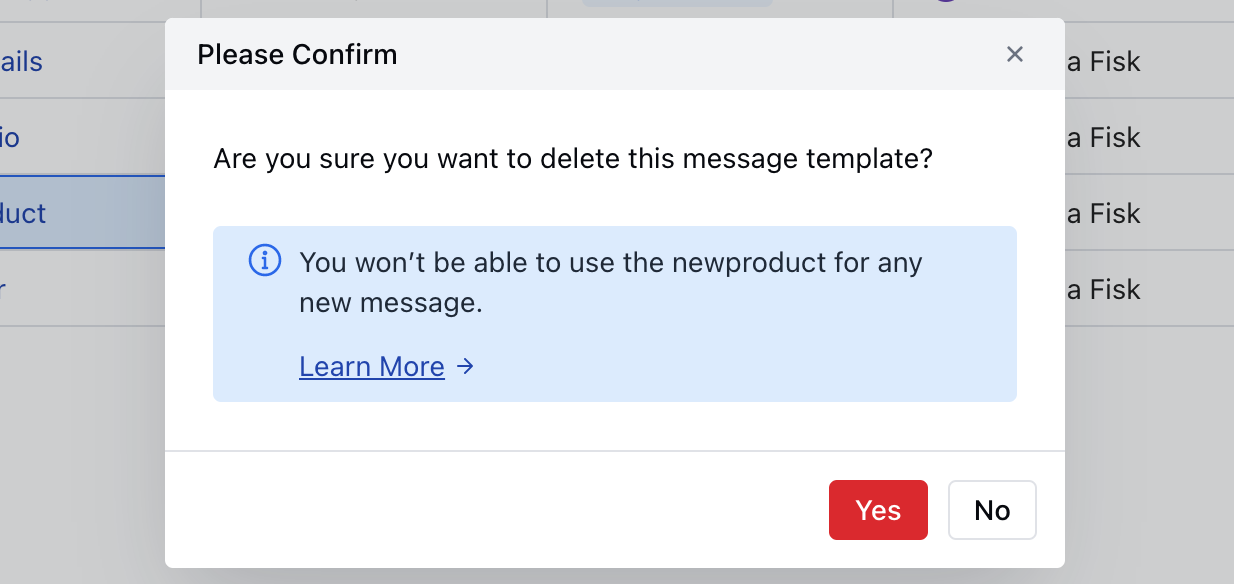 Please Confirm
ails
a Fisk
io
a Fisk
Are you sure you want to delete this message template?
duct
a Fisk
You won’t be able to use the newproduct for any
new message.
r
a Fisk
Learn More →
Yes
No